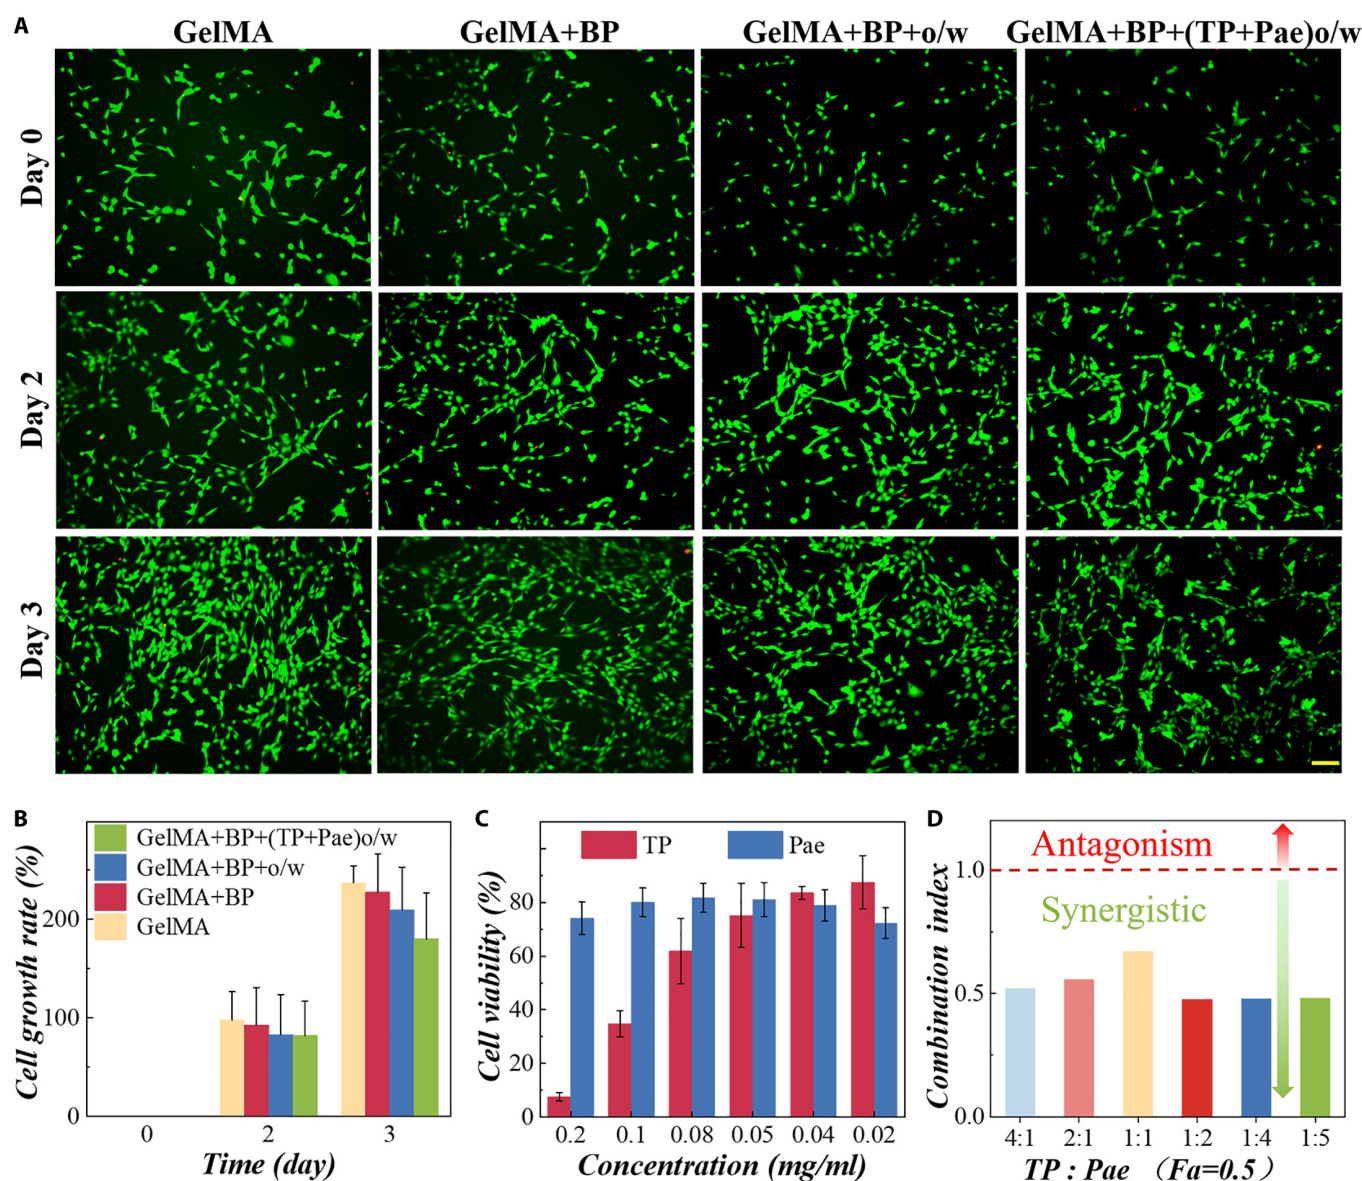 A
GelMA
GelMA+BP
GelMA+BP+o/w
GelMA+BP+(TP+Pae)o/w
Day 0
Day 2
Day 3
B
GelMA+BP+(TP+Pae)o/w
GelMA+BP+o/w
GelMA+BP
GelMA
Cell growth rate (%)
200
100
0
0 2 3
Time (day)
C
TP Pae
Cell viability (%)
100
80
60
40
20
0
0.2 0.1 0.08 0.05 0.04 0.02
Concentration (mg/ml)
D
Antagonism
Synergistic
Combination index
1.0
0.5
0.0
4:1 2:1 1:1 1:2 1:4 1:5
TP : Pae （Fa=0.5）